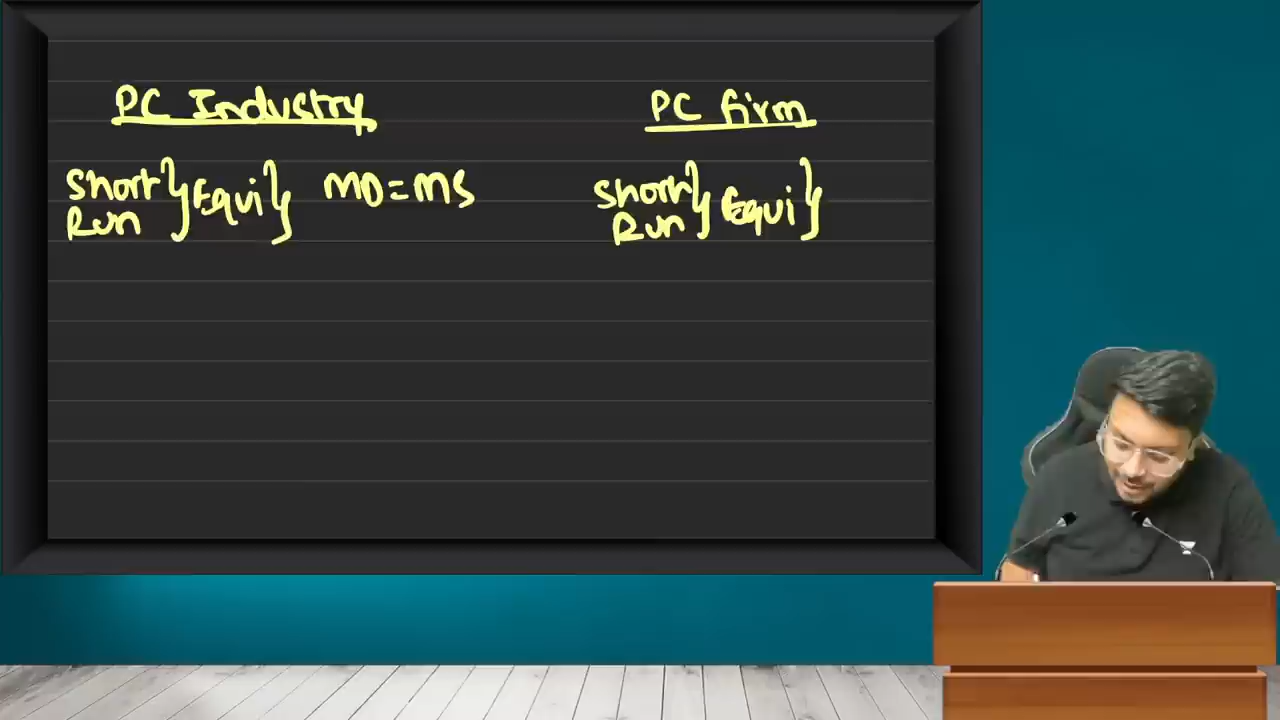 PC Industry
Short Run } Equi } MD = MS
PC firm
Short Run } Equi }